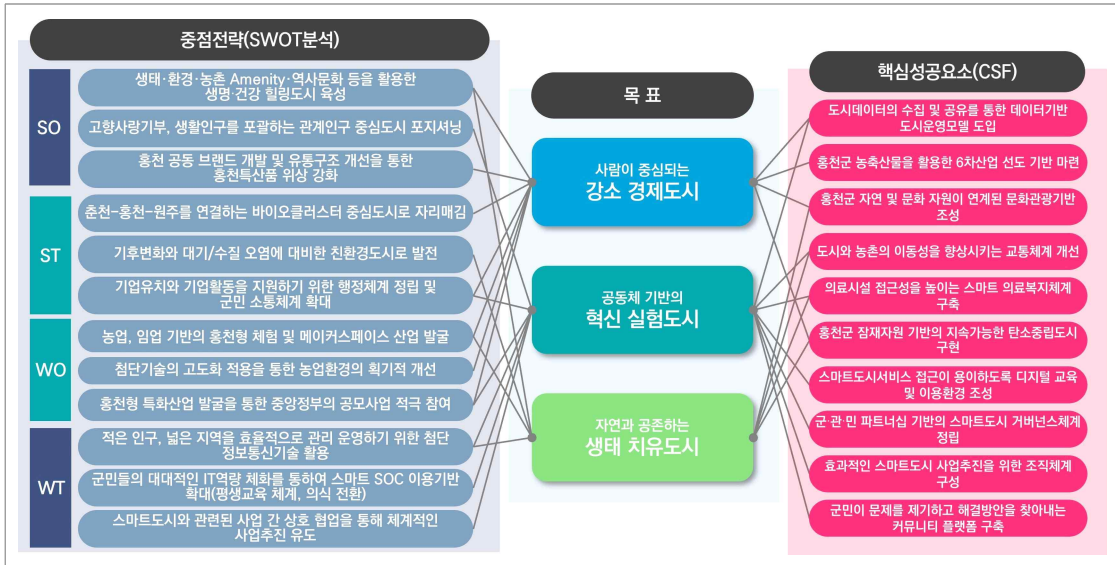 중점전략(SWOT분석)
SO
생태·환경·농촌 Amenity·역사문화 등을 활용한
생명·건강 힐링도시 육성
고향사랑기부, 생활인구를 포괄하는 관계인구 중심도시 포지셔닝
홍천 공동 브랜드 개발 및 유통구조 개선을 통한
홍천특산품 위상 강화
ST
춘천-홍천-원주를 연결하는 바이오클러스터 중심도시로 자리매김
기후변화와 대기/수질 오염에 대비한 친환경도시로 발전
기업유치와 기업활동을 지원하기 위한 행정체계 정립 및
군민 소통체계 확대
WO
농업, 임업 기반의 홍천형 체험 및 메이커스페이스 산업 발굴
첨단기술의 고도화 적용을 통한 농업환경의 획기적 개선
홍천형 특화산업 발굴을 통한 중앙정부의 공모사업 적극 참여
WT
적은 인구, 넓은 지역을 효율적으로 관리 운영하기 위한 첨단
정보통신기술 활용
군민들의 대대적인 IT역량 체화를 통하여 스마트 SOC 이용기반
확대(평생교육 체계, 의식 전환)
스마트도시와 관련된 사업 간 상호 협업을 통해 체계적인
사업추진 유도
목 표
사람이 중심되는
강소 경제도시
공동체 기반의
혁신 실험도시
자연과 공존하는
생태 치유도시
핵심성공요소(CSF)
도시데이터의 수집 및 공유를 통한 데이터기반
도시운영모델 도입
홍천군 농축산물을 활용한 6차산업 선도 기반 마련
홍천군 자연 및 문화 자원이 연계된 문화관광기반
조성
도시와 농촌의 이동성을 향상시키는 교통체계 개선
의료시설 접근성을 높이는 스마트 의료복지체계
구축
홍천군 잠재자원 기반의 지속가능한 탄소중립도시
구현
스마트도시서비스 접근이 용이하도록 디지털 교육
및 이용환경 조성
군·관·민 파트너십 기반의 스마트도시 거버넌스체계
정립
효과적인 스마트도시 사업추진을 위한 조직체계
구성
군민이 문제를 제기하고 해결방안을 찾아내는
커뮤니티 플랫폼 구축